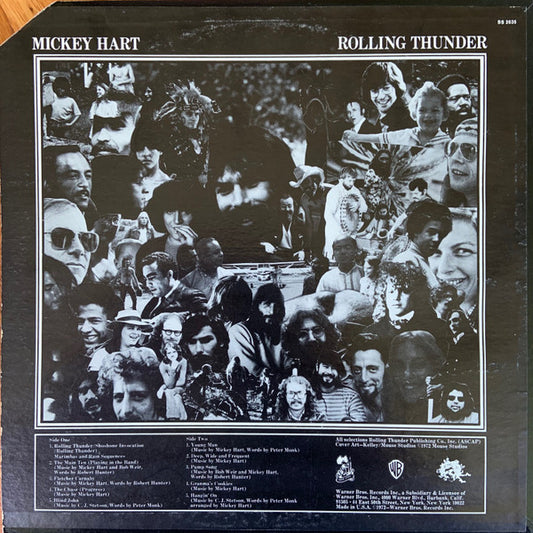 BS 2635
MICKEY HART
ROLLING THUNDER
Side One
1. Rolling Thunder/Shoshone Invocation
(Rolling Thunder)
Marimbas and Rain Sequences
2. The Main Ten (Playing in the Band)
(Music by Mickey Hart and Bob Weir,
Words by Robert Hunter)
3. Fletcher Carnaby
(Music by Mickey Hart, Words by Robert Hunter)
4. The Chase (Progress)
(Music by Mickey Hart)
5. Blind John
(Music by C. J. Stetson, Words by Peter Monk)
Side Two
1. Young Man
(Music by Mickey Hart, Words by Peter Monk)
2. Deep, Wide and Frequent
(Music by Mickey Hart)
3. Pump Song
(Music by Bob Weir and Mickey Hart,
Words by Robert Hunter)
4. Granma's Cookies
(Music by Mickey Hart)
5. Hangin' On
(Music by C. J. Stetson, Words by Peter Monk
arranged by Mickey Hart)
All selections Rolling Thunder Publishing Co., Inc. (ASCAP)
Cover Art—Kelley/Mouse Studios ©1972 Mouse Studios
Warner Bros. Records Inc., a Subsidiary & Licensee of
Warner Bros. Inc., 4000 Warner Blvd., Burbank, Calif.
91505 • 44 East 50th Street, New York, New York 10022
Made in U.S.A. ©1972—Warner Bros. Records Inc.